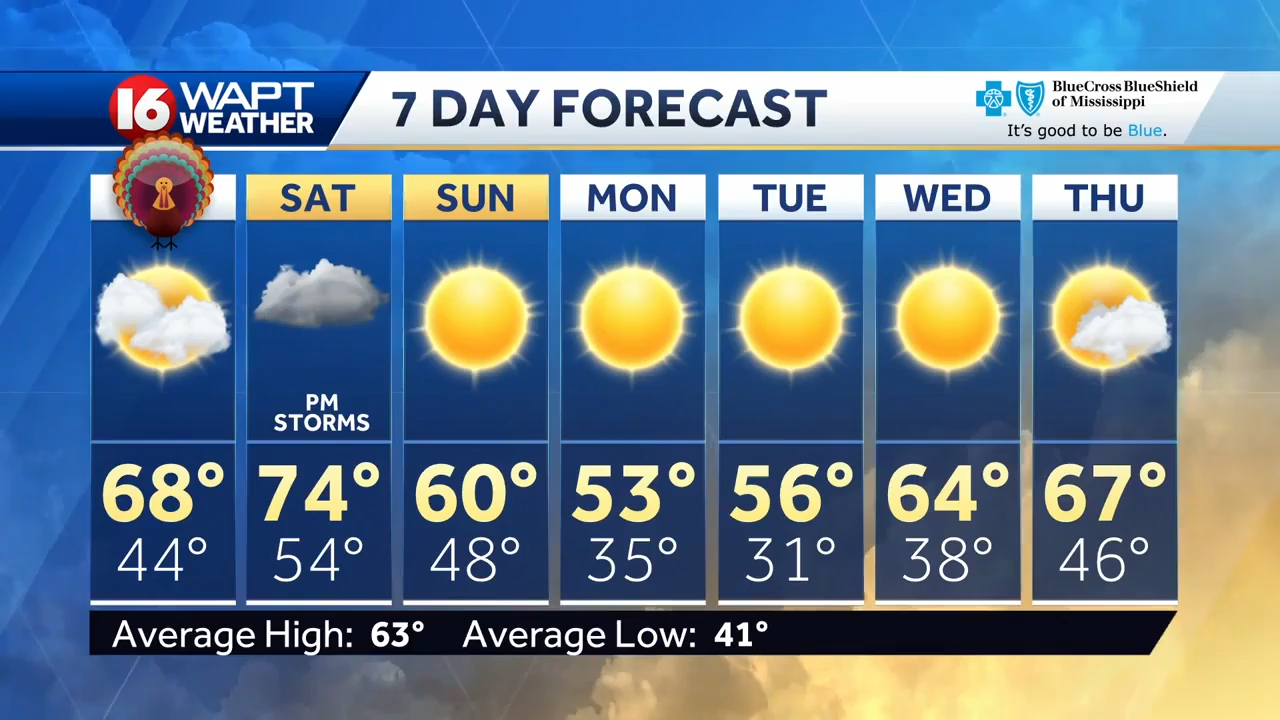 16 WAPT
WEATHER
7 DAY FORECAST
BlueCross BlueShield
of Mississippi
It's good to be Blue.
SAT SUN MON TUE WED THU
PM
STORMS
68° 74° 60° 53° 56° 64° 67°
44° 54° 48° 35° 31° 38° 46°
Average High: 63° Average Low: 41°